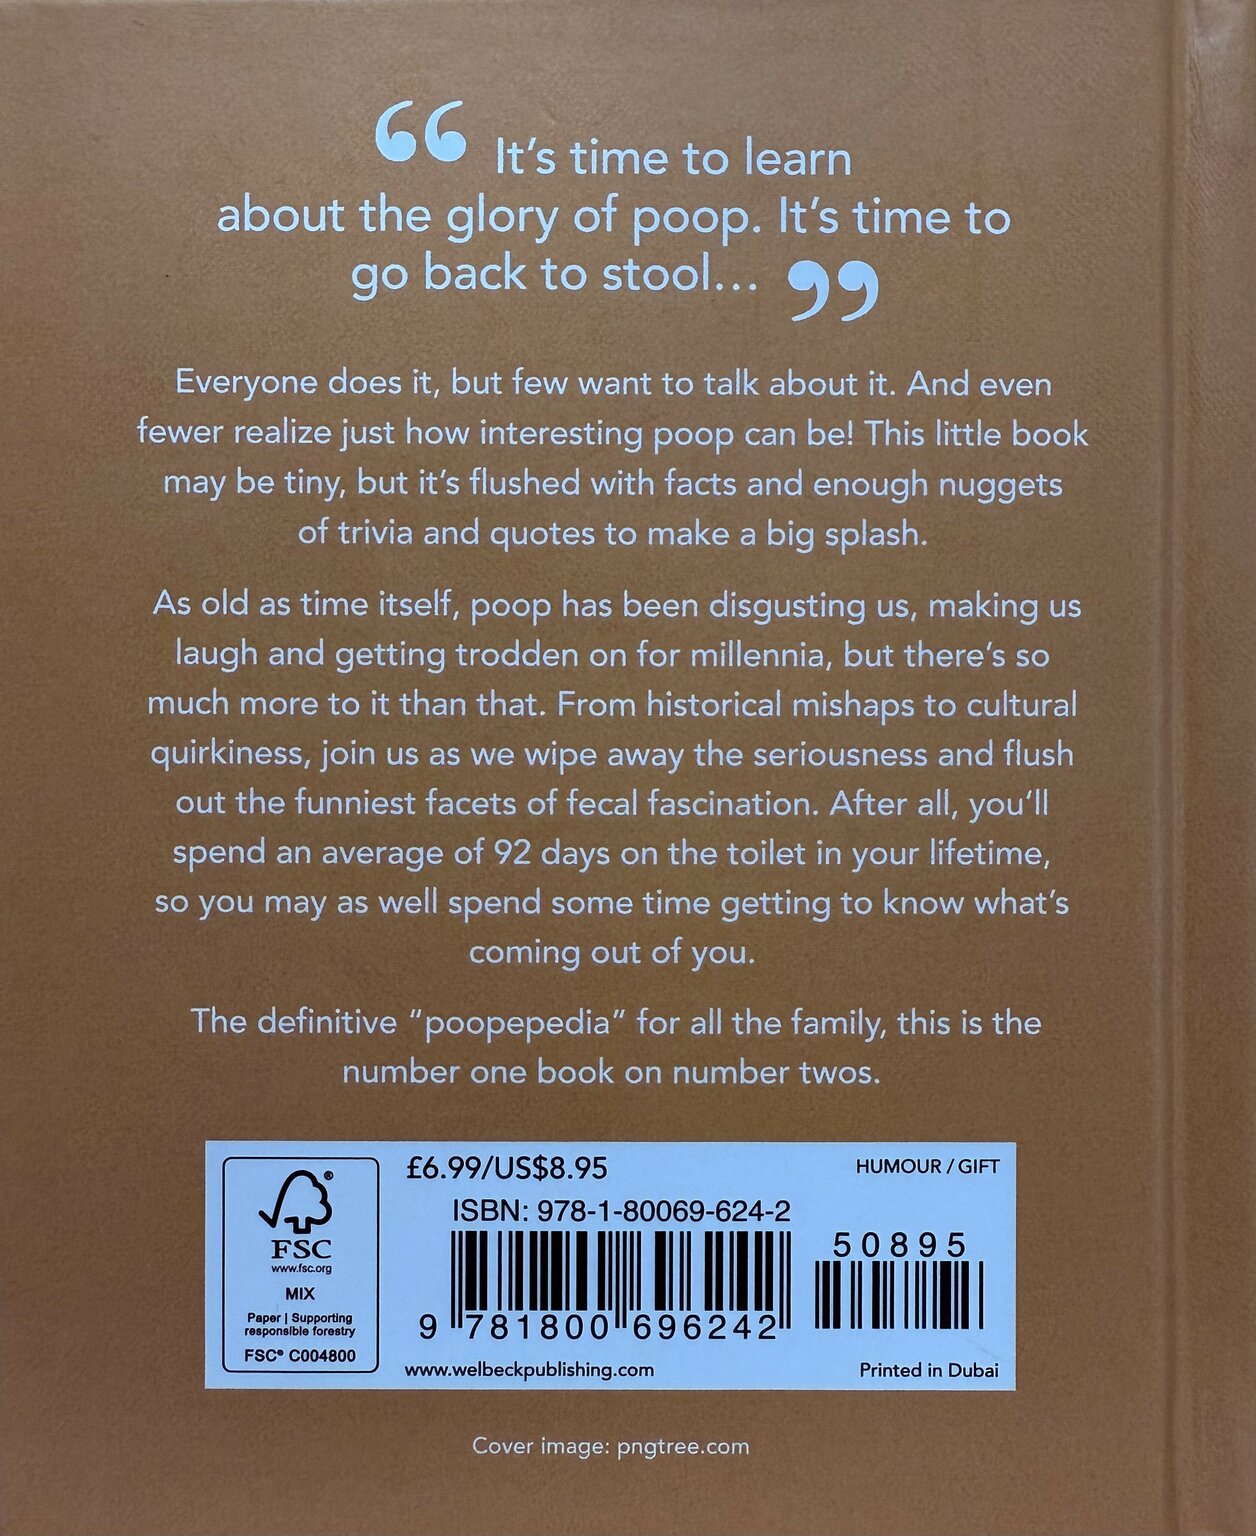 “ It’s time to learn
about the glory of poop. It’s time to
go back to stool... ”
Everyone does it, but few want to talk about it. And even
fewer realize just how interesting poop can be! This little book
may be tiny, but it’s flushed with facts and enough nuggets
of trivia and quotes to make a big splash.
As old as time itself, poop has been disgusting us, making us
laugh and getting trodden on for millennia, but there’s so
much more to it than that. From historical mishaps to cultural
quirkiness, join us as we wipe away the seriousness and flush
out the funniest facets of fecal fascination. After all, you‘ll
spend an average of 92 days on the toilet in your lifetime,
so you may as well spend some time getting to know what’s
coming out of you.
The definitive “poopepedia” for all the family, this is the
number one book on number twos.
FSC
www.fsc.org
MIX
Paper | Supporting
responsible forestry
FSC® C004800
£6.99/US$8.95
HUMOUR / GIFT
ISBN: 978-1-80069-624-2
50895
9 781800 696242
www.welbeckpublishing.com
Printed in Dubai
Cover image: pngtree.com